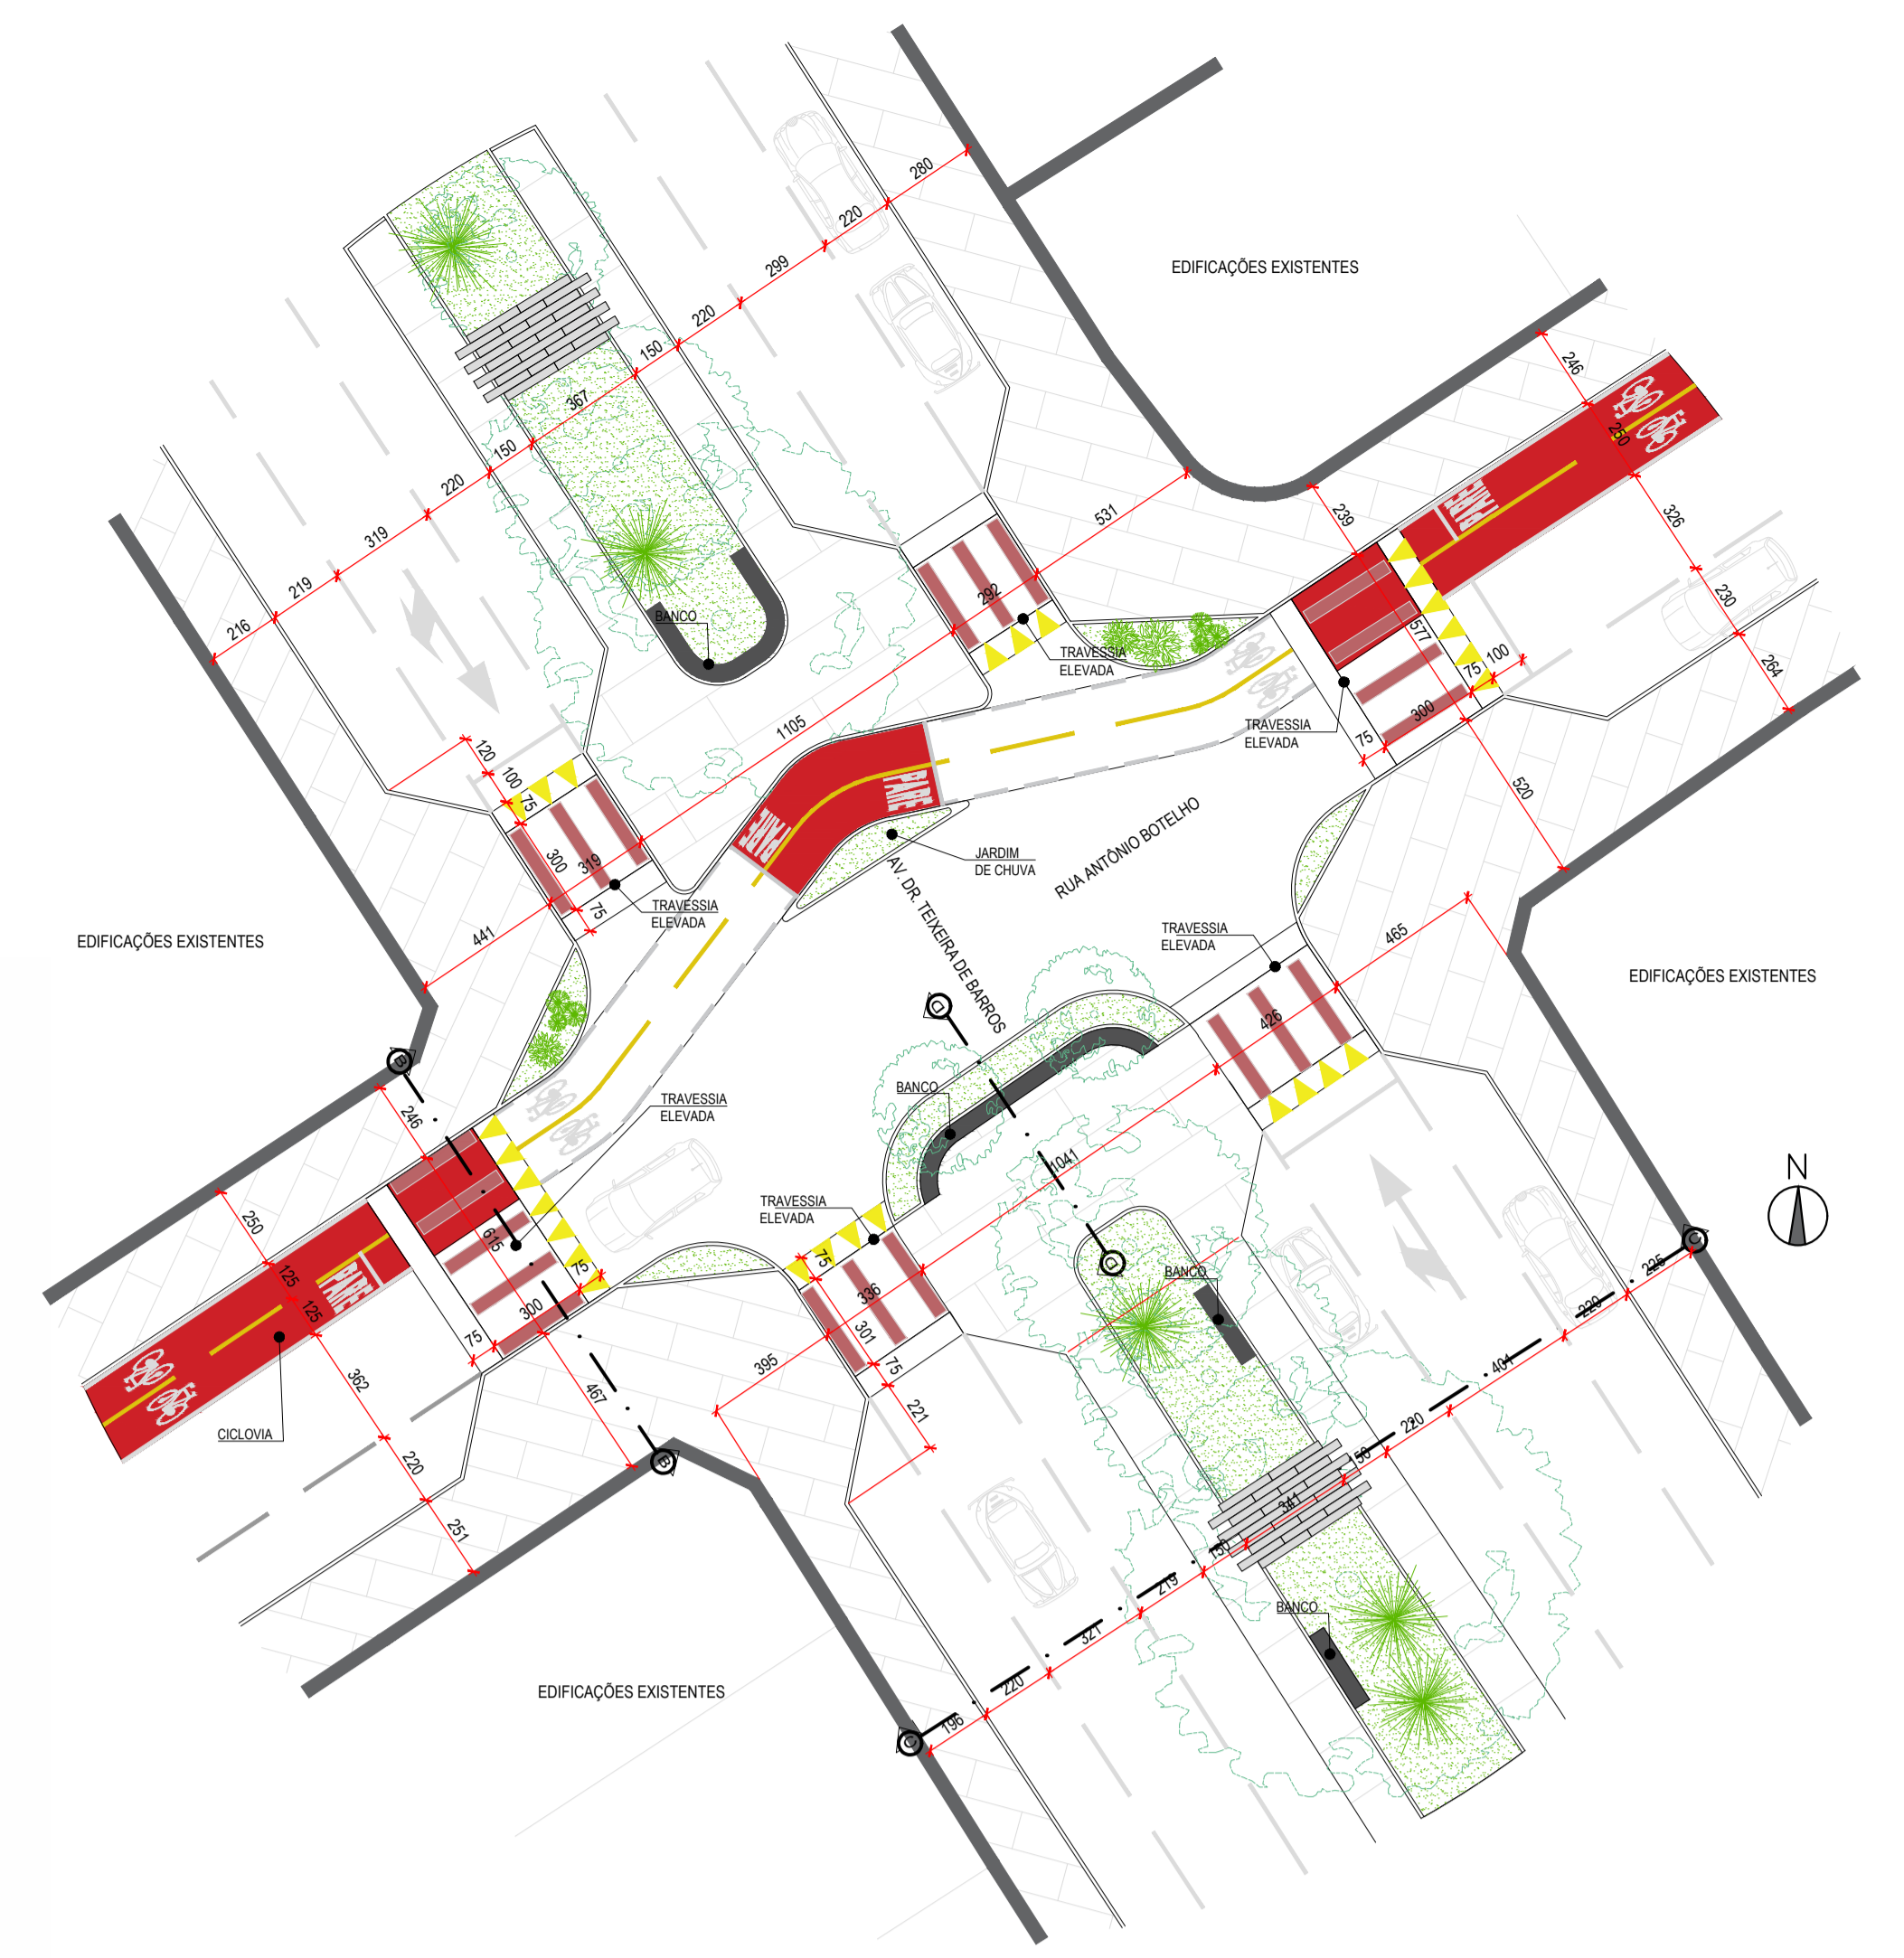 280
220
299
220
150
367
150
220
319
219
216
EDIFICAÇÕES EXISTENTES
246
250
326
230
264
PARE
531
239
292
BANCO
TRAVESSIA
ELEVADA
577
75
100
300
75
TRAVESSIA
ELEVADA
520
1105
120
100
75
300
319
75
441
TRAVESSIA
ELEVADA
PARE
PARE
JARDIM
DE CHUVA
AV. DR. TEIXEIRA DE BARROS
RUA ANTÔNIO BOTELHO
EDIFICAÇÕES EXISTENTES
TRAVESSIA
ELEVADA
465
426
EDIFICAÇÕES EXISTENTES
D
B
246
BANCO
TRAVESSIA
ELEVADA
1041
N
250
125
125
PARE
615
75
300
75
TRAVESSIA
ELEVADA
75
336
301
75
395
221
D
BANCO
C
225
220
401
220
150
341
150
219
321
220
196
C
362
220
251
467
B
CICLOVIA
BANCO
EDIFICAÇÕES EXISTENTES